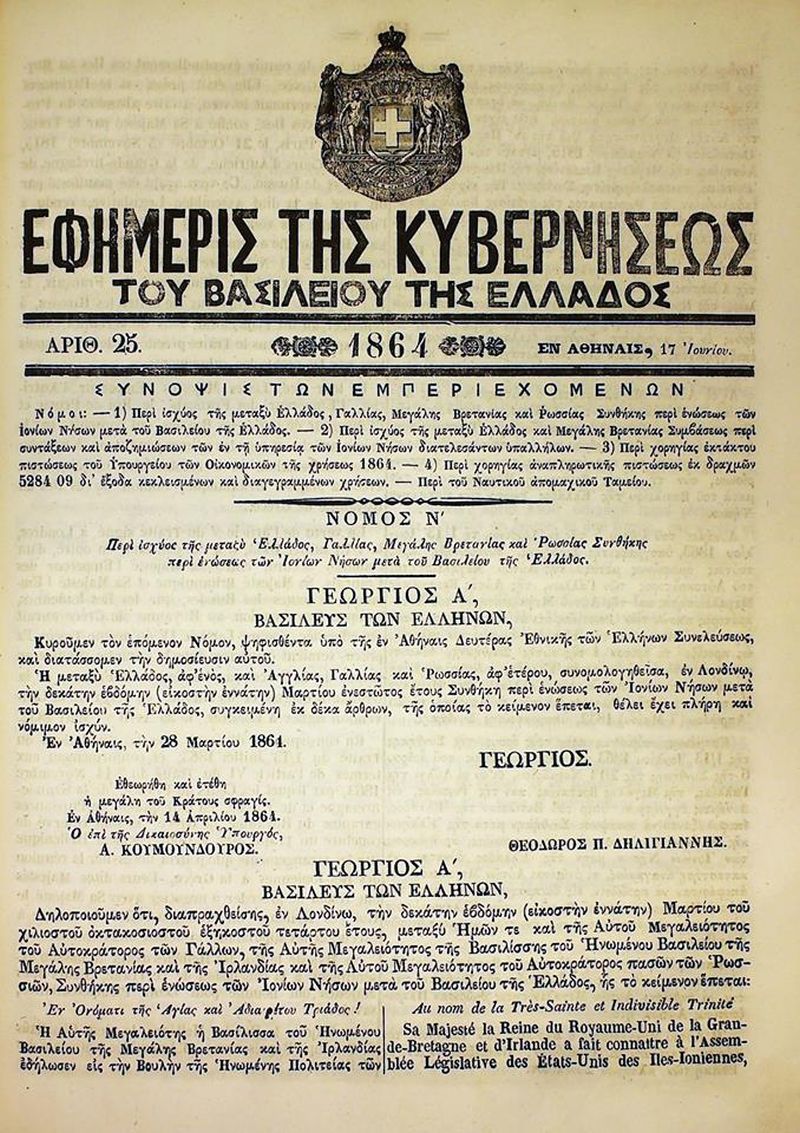 ΕΦΗΜΕΡΙΣ ΤΗΣ ΚΥΒΕΡΝΗΣΕΩΣ
ΤΟΥ ΒΑΣΙΛΕΙΟΥ ΤΗΣ ΕΛΛΑΔΟΣ
ΑΡΙΘ. 25. 1864 ΕΝ ΑΘΗΝΑΙΣ, 17 Ἰουνίου.
ΣΥΝΟΨΙΣ ΤΩΝ ΕΜΠΕΡΙΕΧΟΜΕΝΩΝ
Νόμοι: — 1) Περὶ ἰσχύος τῆς μεταξὺ Ἑλλάδος, Γαλλίας, Μεγάλης Βρετανίας καὶ Ρωσσίας Συνθήκης περὶ ἑνώσεως τῶν
Ἰονίων Νήσων μετὰ τοῦ Βασιλείου τῆς Ἑλλάδος. — 2) Περὶ ἰσχύος τῆς μεταξὺ Ἑλλάδος καὶ Μεγάλης Βρετανίας Συμβάσεως περὶ
συντάξεων καὶ ἀποζημιώσεων τῶν ἐν τῇ ὑπηρεσίᾳ τῶν Ἰονίων Νήσων διατελεσάντων ὑπαλλήλων. — 3) Περὶ χορηγίας ἐκτάκτου
πιστώσεως τοῦ Ὑπουργείου τῶν Οἰκονομικῶν τῆς χρήσεως 1864. — 4) Περὶ χορηγίας ἀναπληρωτικῆς πιστώσεως ἐκ δραχμῶν
5284 09 δι' ἔξοδα κεκλεισμένων καὶ διαγεγραμμένων χρήσεων. — Περὶ τοῦ Ναυτικοῦ ἀπομαχικοῦ Ταμείου.
ΝΟΜΟΣ Ν'
Περὶ ἰσχύος τῆς μεταξὺ Ἑλλάδος, Γαλλίας, Μεγάλης Βρετανίας καὶ Ῥωσσίας Συνθήκης
περὶ ἑνώσεως τῶν Ἰονίων Νήσων μετὰ τοῦ Βασιλείου τῆς Ἑλλάδος.
ΓΕΩΡΓΙΟΣ Α',
ΒΑΣΙΛΕΥΣ ΤΩΝ ΕΛΛΗΝΩΝ,
Κυροῦμεν τὸν ἑπόμενον Νόμον, ψηφισθέντα ὑπὸ τῆς ἐν Ἀθήναις Δευτέρας Ἐθνικῆς τῶν Ἑλλήνων Συνελεύσεως,
καὶ διατάσσομεν τὴν δημοσίευσιν αὐτοῦ.
Ἡ μεταξὺ Ἑλλάδος, ἀφ' ἑνὸς, καὶ Ἀγγλίας, Γαλλίας καὶ Ῥωσσίας, ἀφ' ἑτέρου, συνομολογηθεῖσα, ἐν Λονδίνῳ,
τὴν δεκάτην ἑβδόμην (εἰκοστὴν ἐννάτην) Μαρτίου ἐνεστῶτος ἔτους Συνθήκη περὶ ἑνώσεως τῶν Ἰονίων Νήσων μετὰ
τοῦ Βασιλείου τῆς Ἑλλάδος, συγκειμένη ἐκ δέκα ἄρθρων, τῆς ὁποίας τὸ κείμενον ἕπεται, θέλει ἔχει πλήρη καὶ
νόμιμον ἰσχύν.
Ἐν Ἀθήναις, τὴν 28 Μαρτίου 1864.
ΓΕΩΡΓΙΟΣ.
Ἐθεωρήθη καὶ ἐτέθη
ἡ μεγάλη τοῦ Κράτους σφραγίς.
Ἐν Ἀθήναις, τὴν 14 Ἀπριλίου 1864.
Ὁ ἐπὶ τῆς Δικαιοσύνης Ὑπουργὸς,
Α. ΚΟΥΜΟΥΝΔΟΥΡΟΣ.
ΘΕΟΔΩΡΟΣ Π. ΔΗΛΙΓΙΑΝΝΗΣ.
ΓΕΩΡΓΙΟΣ Α',
ΒΑΣΙΛΕΥΣ ΤΩΝ ΕΛΛΗΝΩΝ,
Δηλοποιοῦμεν ὅτι, διαπραχθείσης, ἐν Λονδίνῳ, τὴν δεκάτην ἑβδόμην (εἰκοστὴν ἐννάτην) Μαρτίου τοῦ
χιλιοστοῦ ὀκτακοσιοστοῦ ἑξηκοστοῦ τετάρτου ἔτους, μεταξὺ Ἡμῶν τε καὶ τῆς Αὐτοῦ Μεγαλειότητος
τοῦ Αὐτοκράτορος τῶν Γάλλων, τῆς Αὐτῆς Μεγαλειότητος τῆς Βασιλίσσης τοῦ Ἡνωμένου Βασιλείου τῆς
Μεγάλης Βρετανίας καὶ τῆς Ἰρλανδίας καὶ τῆς Αὐτοῦ Μεγαλειότητος τοῦ Αὐτοκράτορος πασῶν τῶν Ῥωσ-
σιῶν, Συνθήκης περὶ ἑνώσεως τῶν Ἰονίων Νήσων μετὰ τοῦ Βασιλείου τῆς Ἑλλάδος, ἧς τὸ κείμενον ἕπεται:
Ἐν Ὀνόματι τῆς Ἁγίας καὶ Ἀδιαιρέτου Τριάδος!
Ἡ Αὐτῆς Μεγαλειότης ἡ Βασίλισσα τοῦ Ἡνωμένου
Βασιλείου τῆς Μεγάλης Βρετανίας καὶ τῆς Ἰρλανδίας
ἐδήλωσεν εἰς τὴν Βουλὴν τῆς Ἡνωμένης Πολιτείας τῶν
Au nom de la Très-Sainte et Indivisible Trinité
Sa Majesté la Reine du Royaume-Uni de la Gran-
de-Bretagne et d'Irlande a fait connaître à l'Assem-
blée Législative des États-Unis des Iles-Ioniennes,